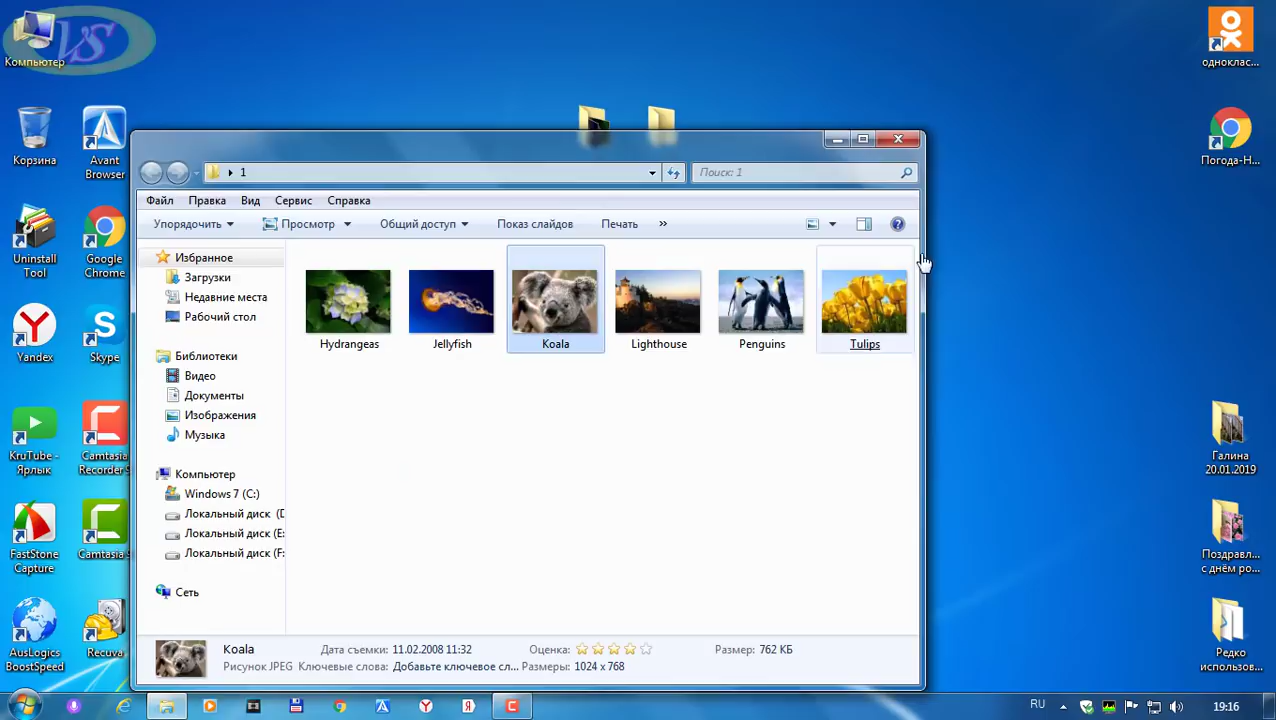 VS
Компьютер
Корзина
Avant
Browser
Uninstall
Tool
Google
Chrome
Yandex
Skype
KruTube -
Ярлык
Camtasia
Recorder
FastStone
Capture
Camtasia
AusLogics
BoostSpeed
Recuva
однокласс...
Погода-Н...
Галина
20.01.2019
Поздравл...
с днём ро...
Редко
использов...
1
Поиск: 1
Файл Правка Вид Сервис Справка
Упорядочить Просмотр Общий доступ Показ слайдов Печать »
Избранное
Загрузки
Недавние места
Рабочий стол
Библиотеки
Видео
Документы
Изображения
Музыка
Компьютер
Windows 7 (C:)
Локальный диск (D
Локальный диск (E:
Локальный диск (F:
Сеть
Hydrangeas
Jellyfish
Koala
Lighthouse
Penguins
Tulips
Koala Дата съемки: 11.02.2008 11:32 Оценка: Размер: 762 КБ
Рисунок JPEG Ключевые слова: Добавьте ключевое сл... Размеры: 1024 x 768
RU
19:16